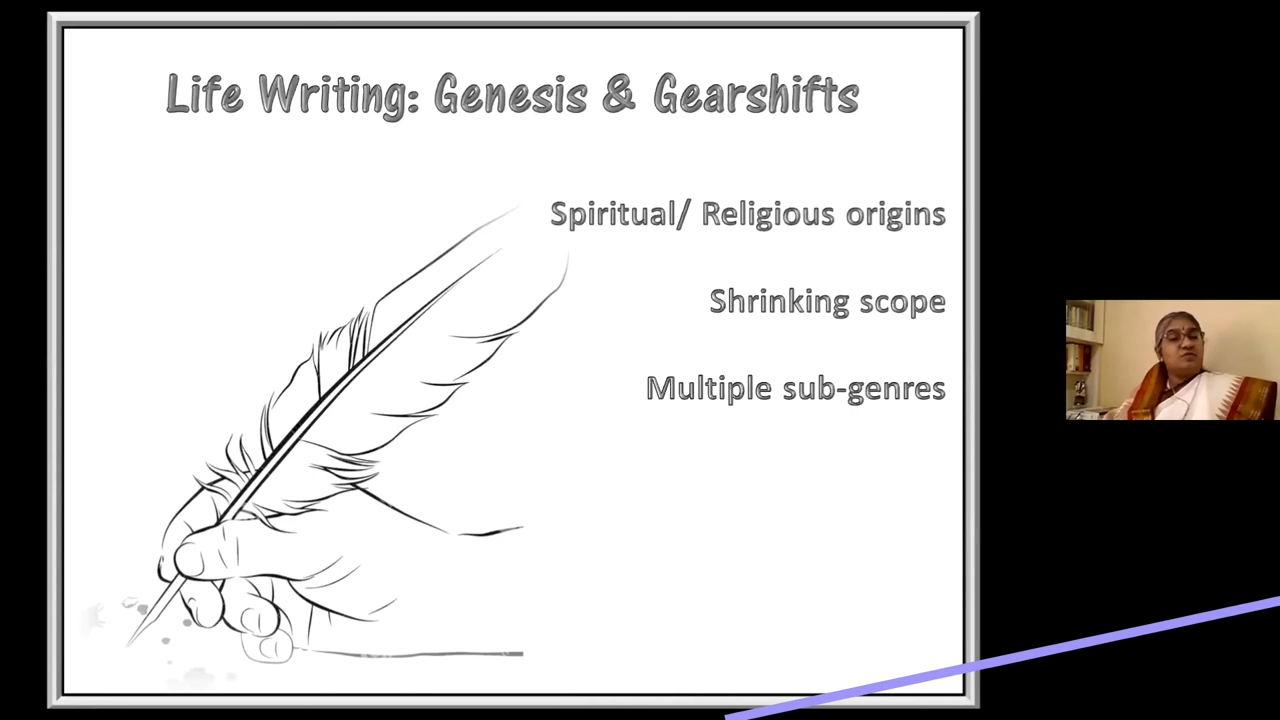 Life Writing: Genesis & Gearshifts
Spiritual/ Religious origins
Shrinking scope
Multiple sub-genres